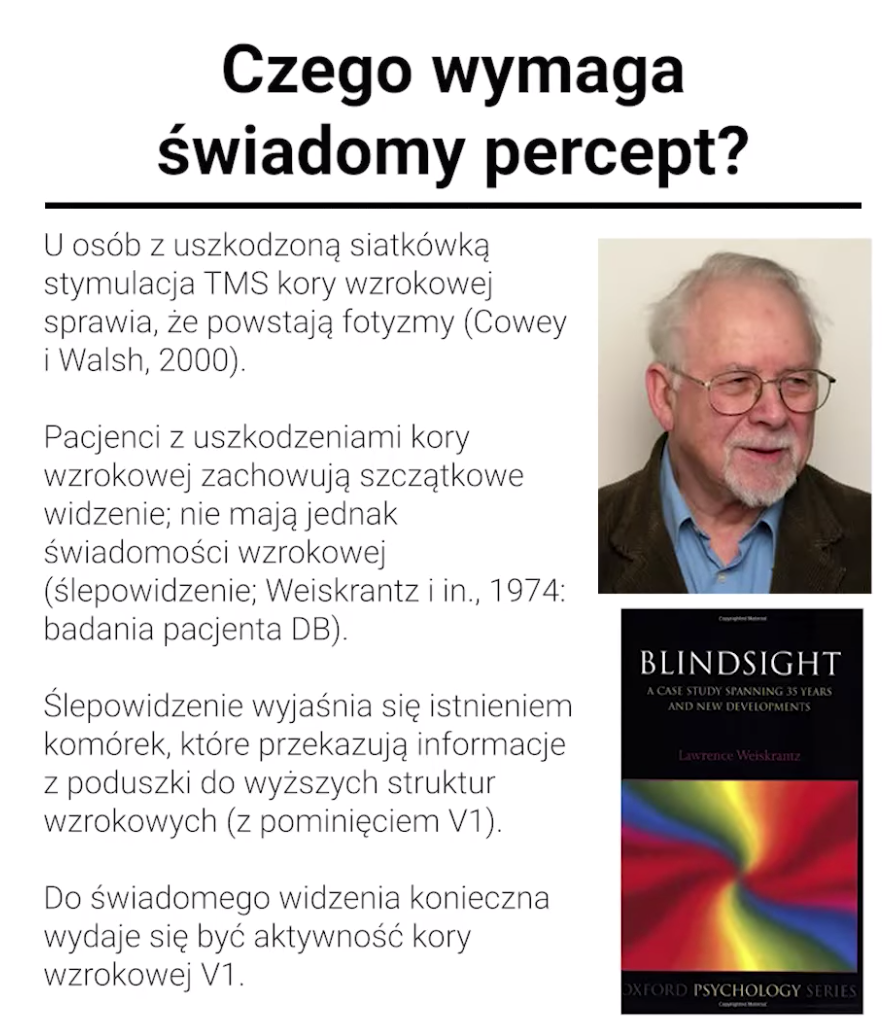 Czego wymaga
świadomy percept?
U osób z uszkodzoną siatkówką
stymulacja TMS kory wzrokowej
sprawia, że powstają fotyzmy (Cowey
i Walsh, 2000).
Pacjenci z uszkodzeniami kory
wzrokowej zachowują szczątkowe
widzenie; nie mają jednak
świadomości wzrokowej
(ślepowidzenie; Weiskrantz i in., 1974:
badania pacjenta DB).
Ślepowidzenie wyjaśnia się istnieniem
komórek, które przekazują informacje
z poduszki do wyższych struktur
wzrokowych (z pominięciem V1).
Do świadomego widzenia konieczna
wydaje się być aktywność kory
wzrokowej V1.
Copyrighted Material
BLINDSIGHT
A CASE STUDY SPANNING 35 YEARS
AND NEW DEVELOPMENTS
Lawrence Weiskrantz
OXFORD PSYCHOLOGY SERIES
Copyrighted Material